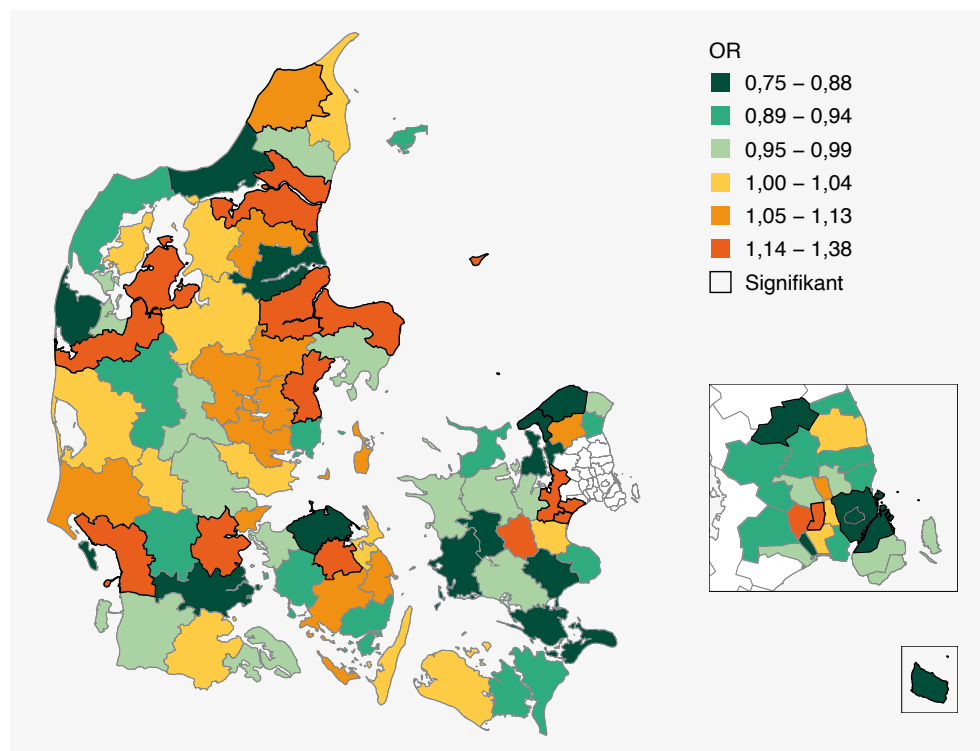 OR
0,75 – 0,88
0,89 – 0,94
0,95 – 0,99
1,00 – 1,04
1,05 – 1,13
1,14 – 1,38
Signifikant